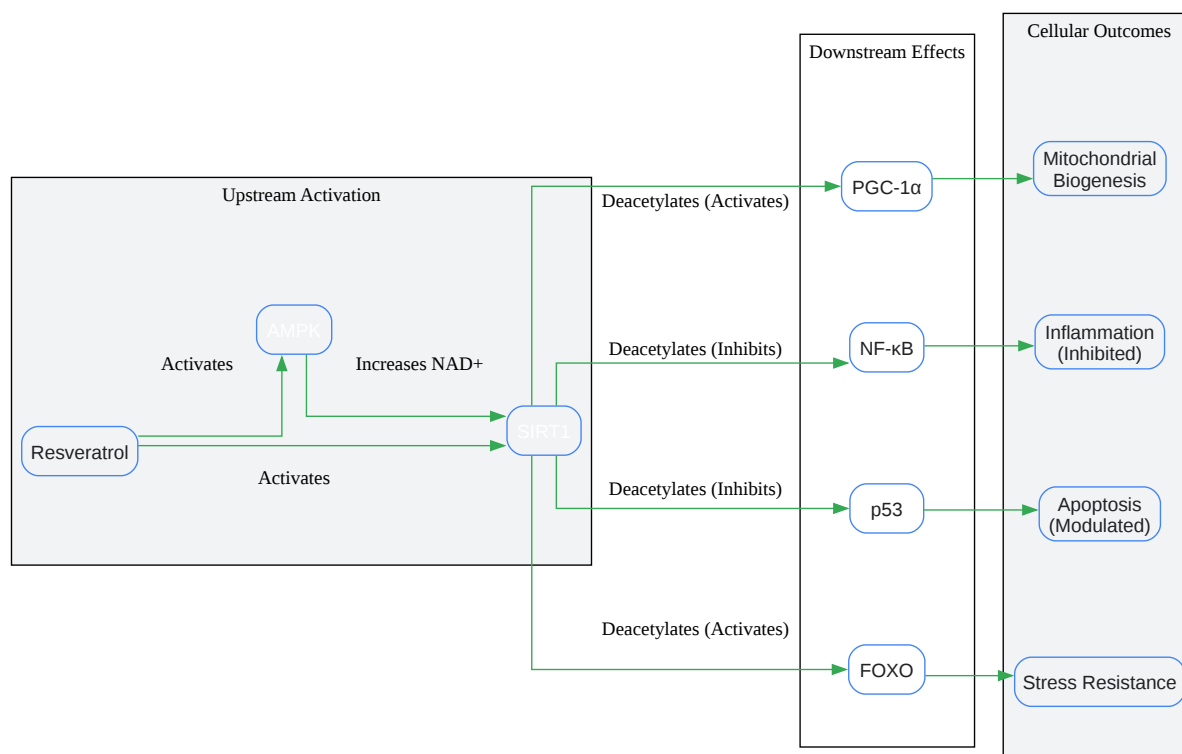 Cellular Outcomes
Downstream Effects
Mitochondrial
Biogenesis
PGC-1α
Upstream Activation
Deacetylates (Activates)
AMPK
Inflammation
(Inhibited)
NF-κB
Deacetylates (Inhibits)
Activates
Increases NAD+
SIRT1
Resveratrol
Activates
Deacetylates (Inhibits)
p53
Apoptosis
(Modulated)
Deacetylates (Activates)
FOXO
Stress Resistance